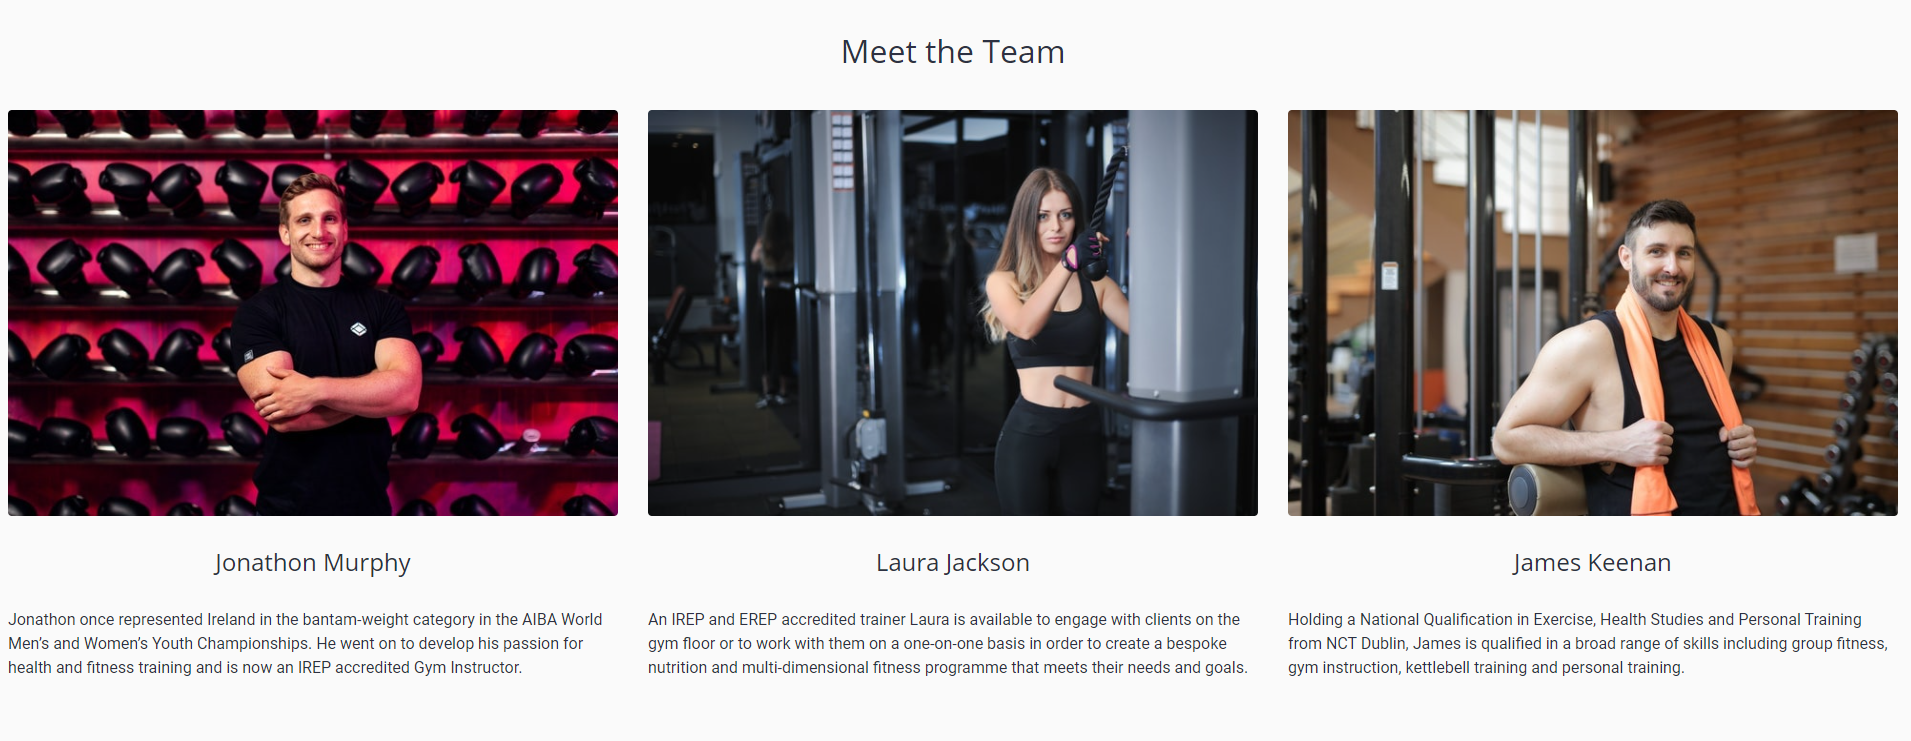 Meet the Team
Jonathon Murphy
Jonathon once represented Ireland in the bantam-weight category in the AIBA World
Men’s and Women’s Youth Championships. He went on to develop his passion for
health and fitness training and is now an IREP accredited Gym Instructor.
Laura Jackson
An IREP and EREP accredited trainer Laura is available to engage with clients on the
gym floor or to work with them on a one-on-one basis in order to create a bespoke
nutrition and multi-dimensional fitness programme that meets their needs and goals.
James Keenan
Holding a National Qualification in Exercise, Health Studies and Personal Training
from NCT Dublin, James is qualified in a broad range of skills including group fitness,
gym instruction, kettlebell training and personal training.